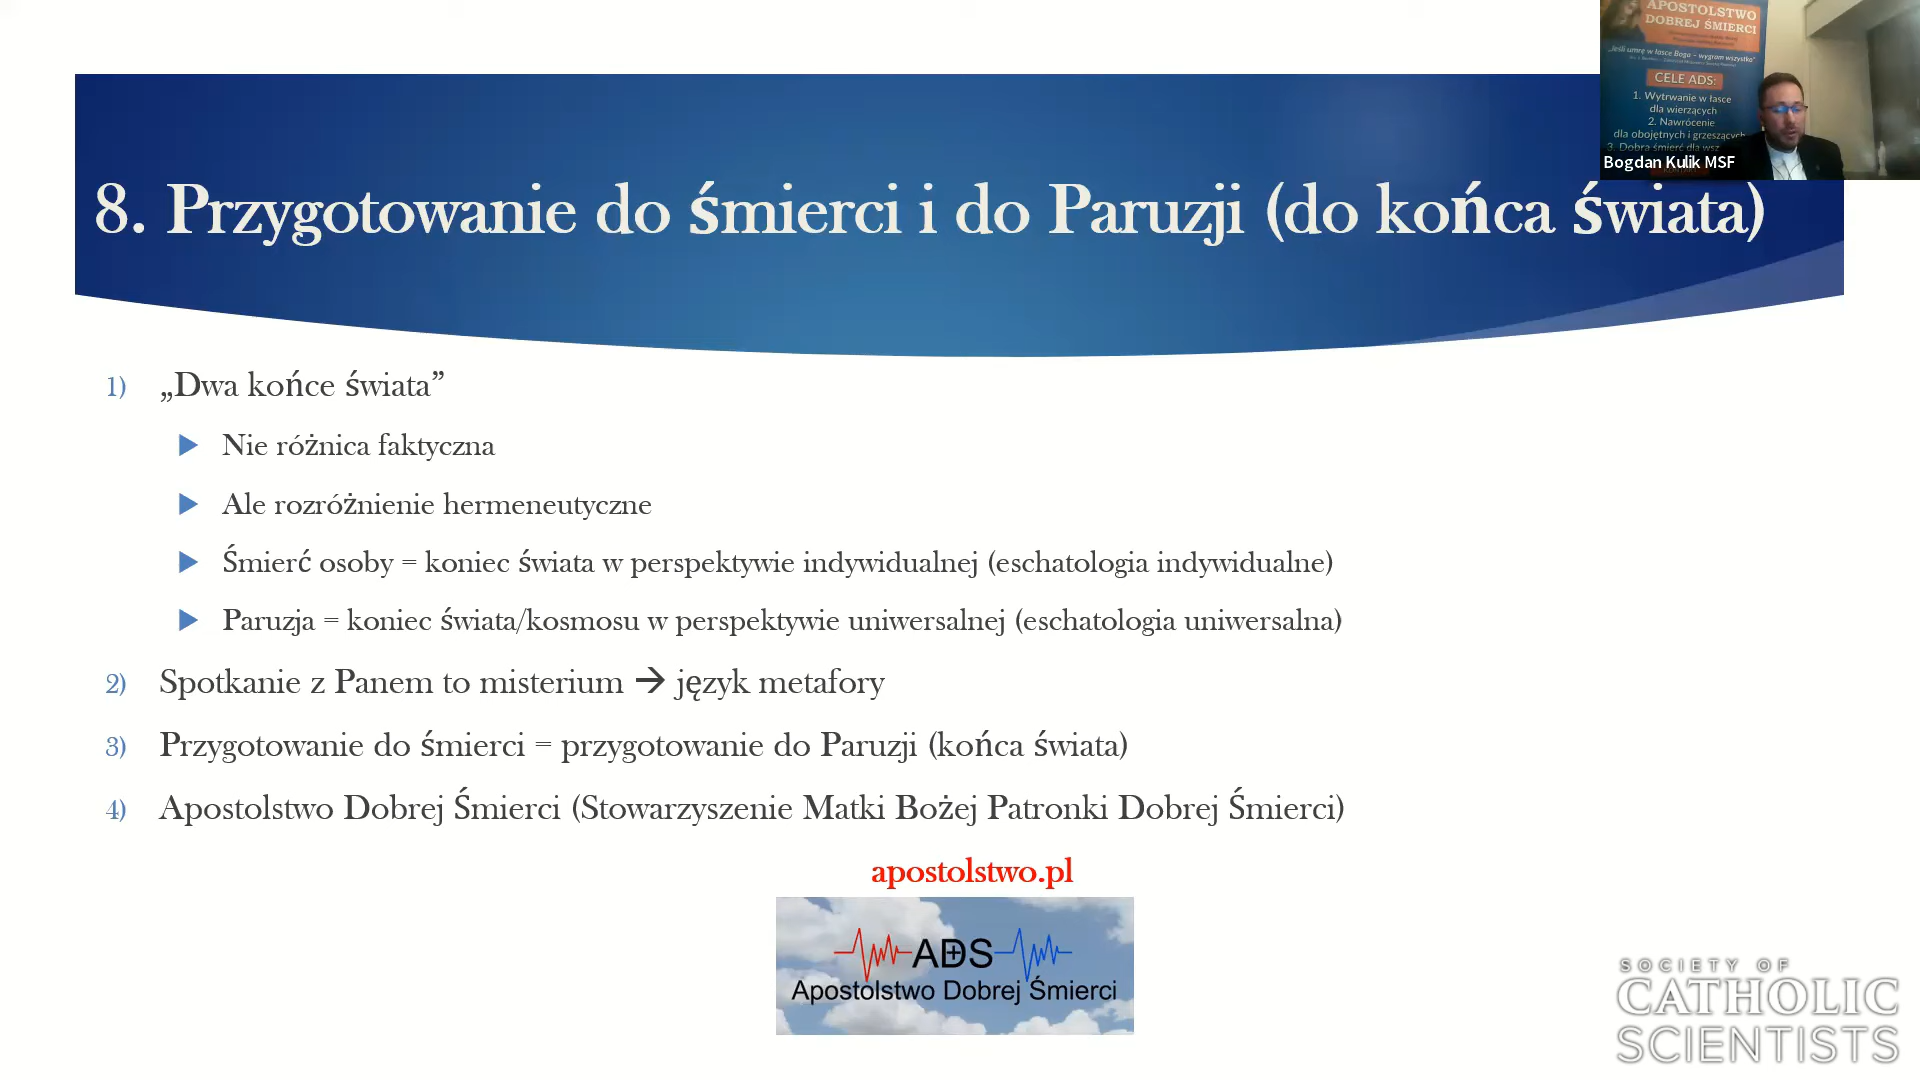 APOSTOLSTWO
DOBREJ ŚMIERCI
„Jeśli umrę w łasce Boga – wygram wszystko”
CELE ADS:
1. Wytrwanie w łasce
dla wierzących
2. Nawrócenie
dla obojętnych i grzeszących
3. Dobra śmierć dla wsz
Bogdan Kulik MSF
8. Przygotowanie do śmierci i do Paruzji (do końca świata)
1) „Dwa końce świata”
Nie różnica faktyczna
Ale rozróżnienie hermeneutyczne
Śmierć osoby = koniec świata w perspektywie indywidualnej (eschatologia indywidualne)
Paruzja = koniec świata/kosmosu w perspektywie uniwersalnej (eschatologia uniwersalna)
2) Spotkanie z Panem to misterium → język metafory
3) Przygotowanie do śmierci = przygotowanie do Paruzji (końca świata)
4) Apostolstwo Dobrej Śmierci (Stowarzyszenie Matki Bożej Patronki Dobrej Śmierci)
apostolstwo.pl
ADS
Apostolstwo Dobrej Śmierci
SOCIETY OF
CATHOLIC
SCIENTISTS